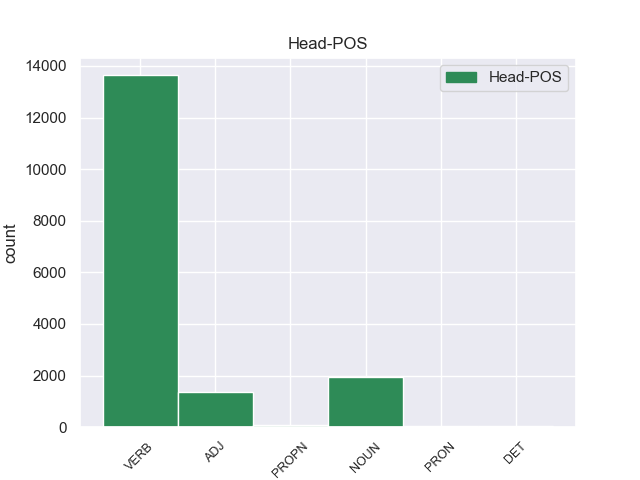 Head-POS
Head-POS
14000
12000
10000
8000
6000
4000
2000
0
count
VERB
ADJ
PROPN
NOUN
PRON
DET